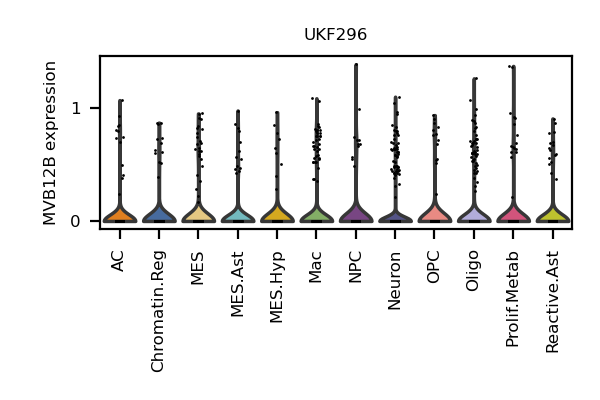 UKF296
MVB12B expression
1
0
AC
Chromatin.Reg
MES
MES.Ast
MES.Hyp
Mac
NPC
Neuron
OPC
Oligo
Prolif.Metab
Reactive.Ast